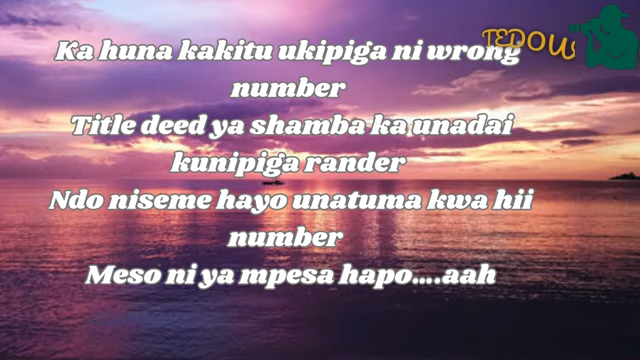 TEDOW
Ka huna kakitu ukipiga ni wrong
number
Title deed ya shamba ka unadai
kunipiga rander
Ndo niseme hayo unatuma kwa hii
number
Meso ni ya mpesa hapo....aah